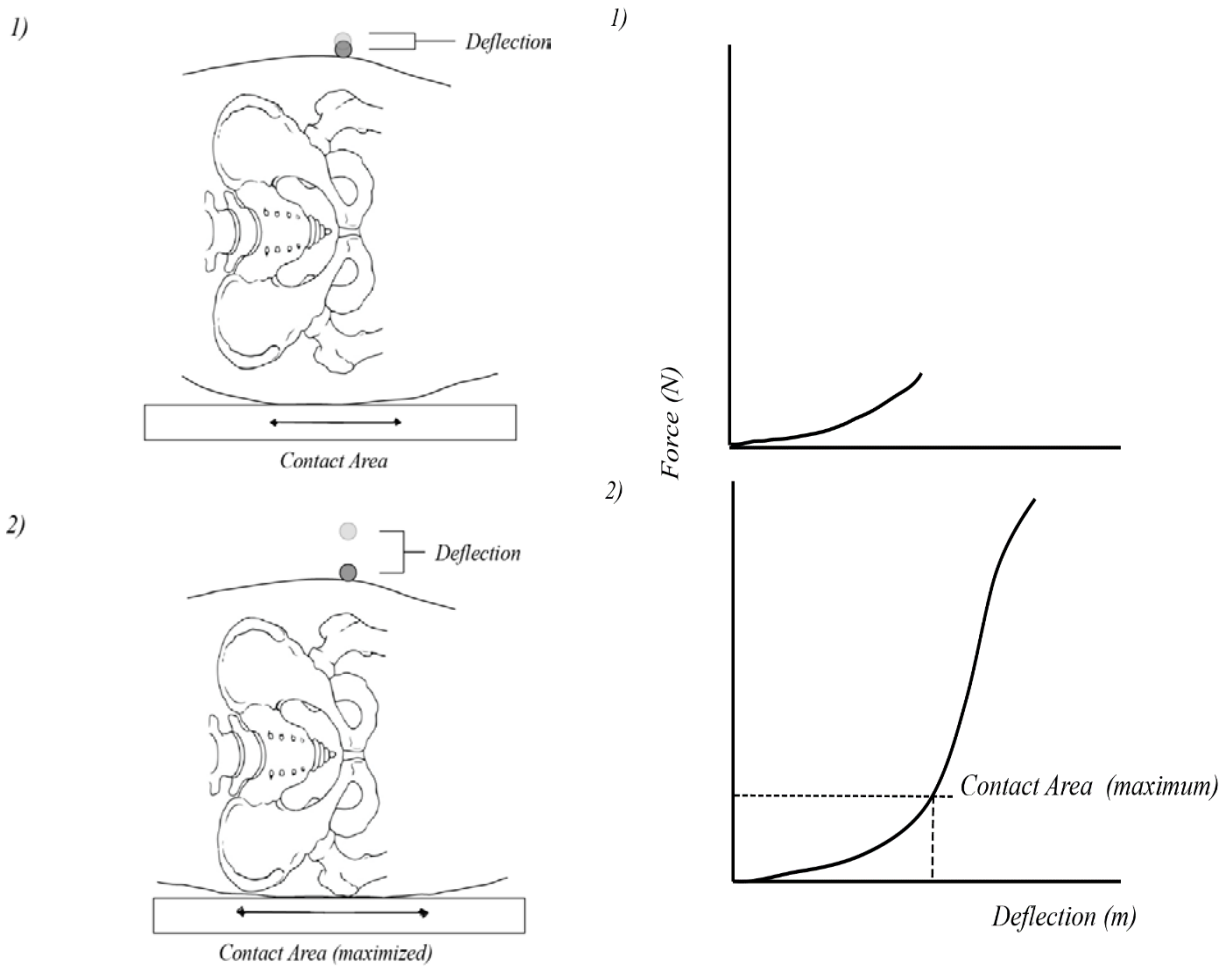 1)
Deflection
Contact Area
2)
Deflection
Contact Area (maximized)
1)
Force (N)
2)
Contact Area (maximum)
Deflection (m)